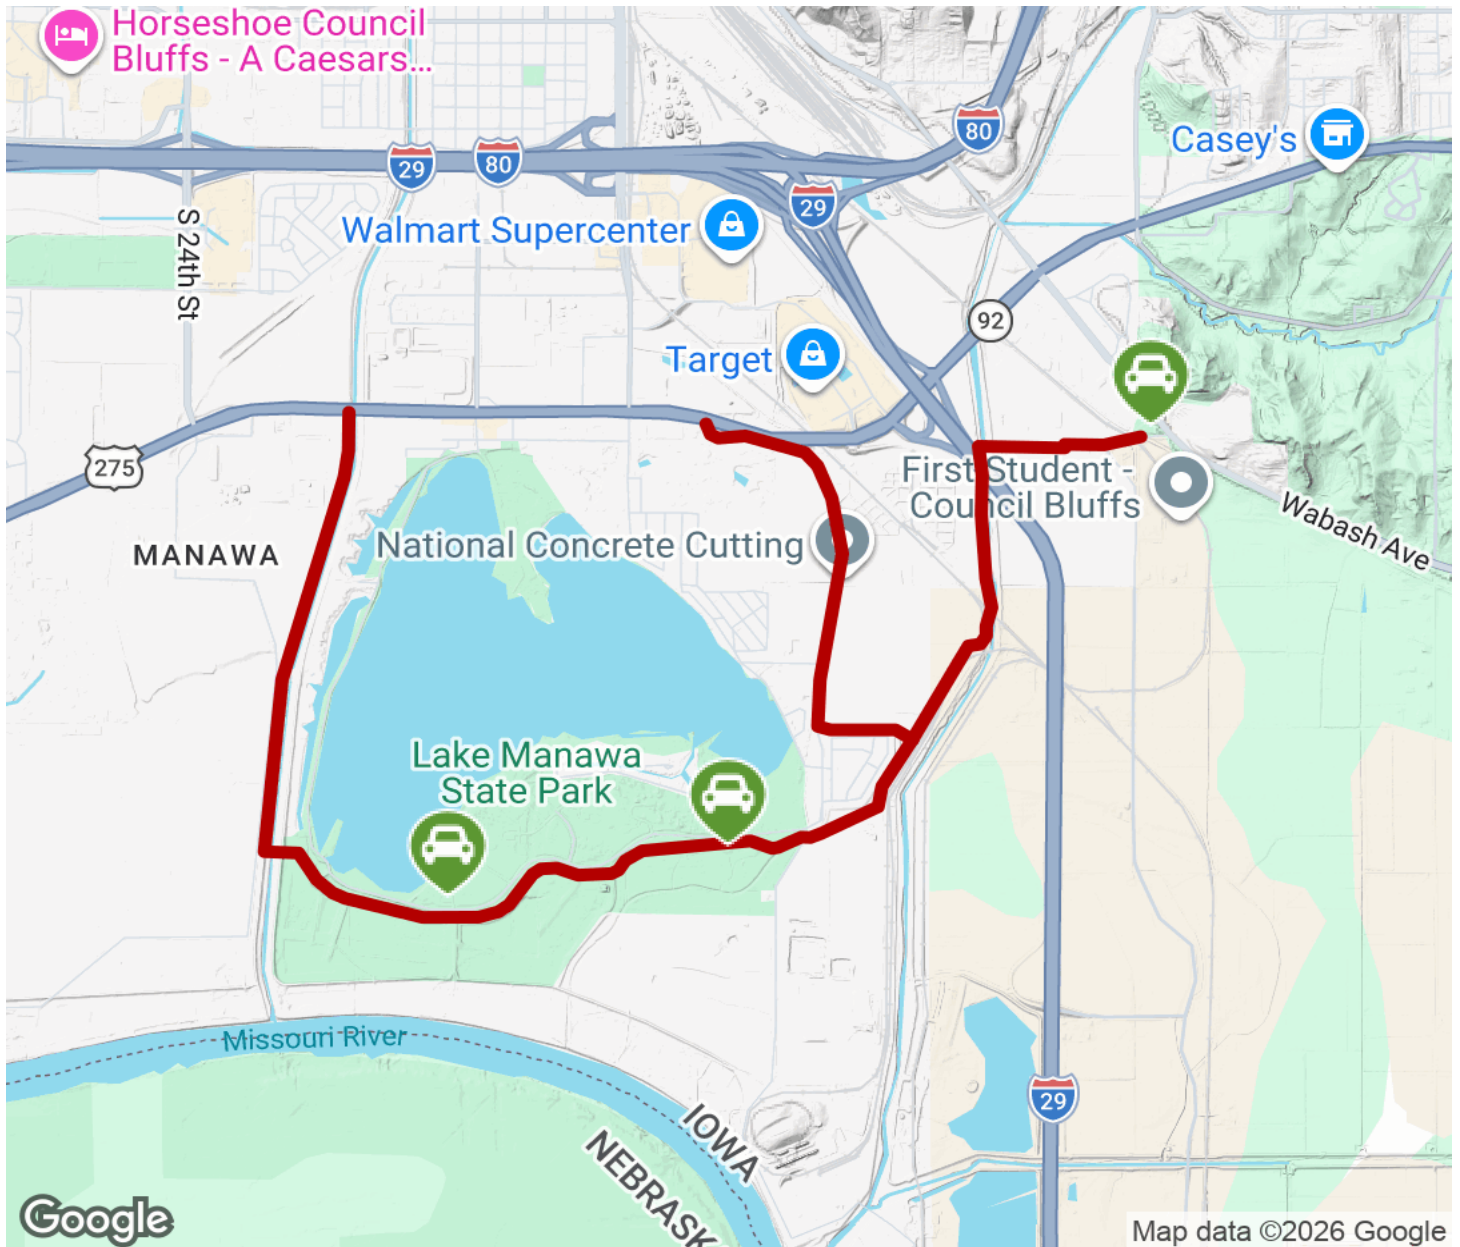 Horseshoe Council
Bluffs - A Caesars...
80
Casey's
29
80
29
Walmart Supercenter
S 24th St
92
Target
275
First Student -
Council Bluffs
Wabash Ave
MANAWA
National Concrete Cutting
Lake Manawa
State Park
Missouri River
29
IOWA
NEBRASK
Google
Map data ©2026 Google